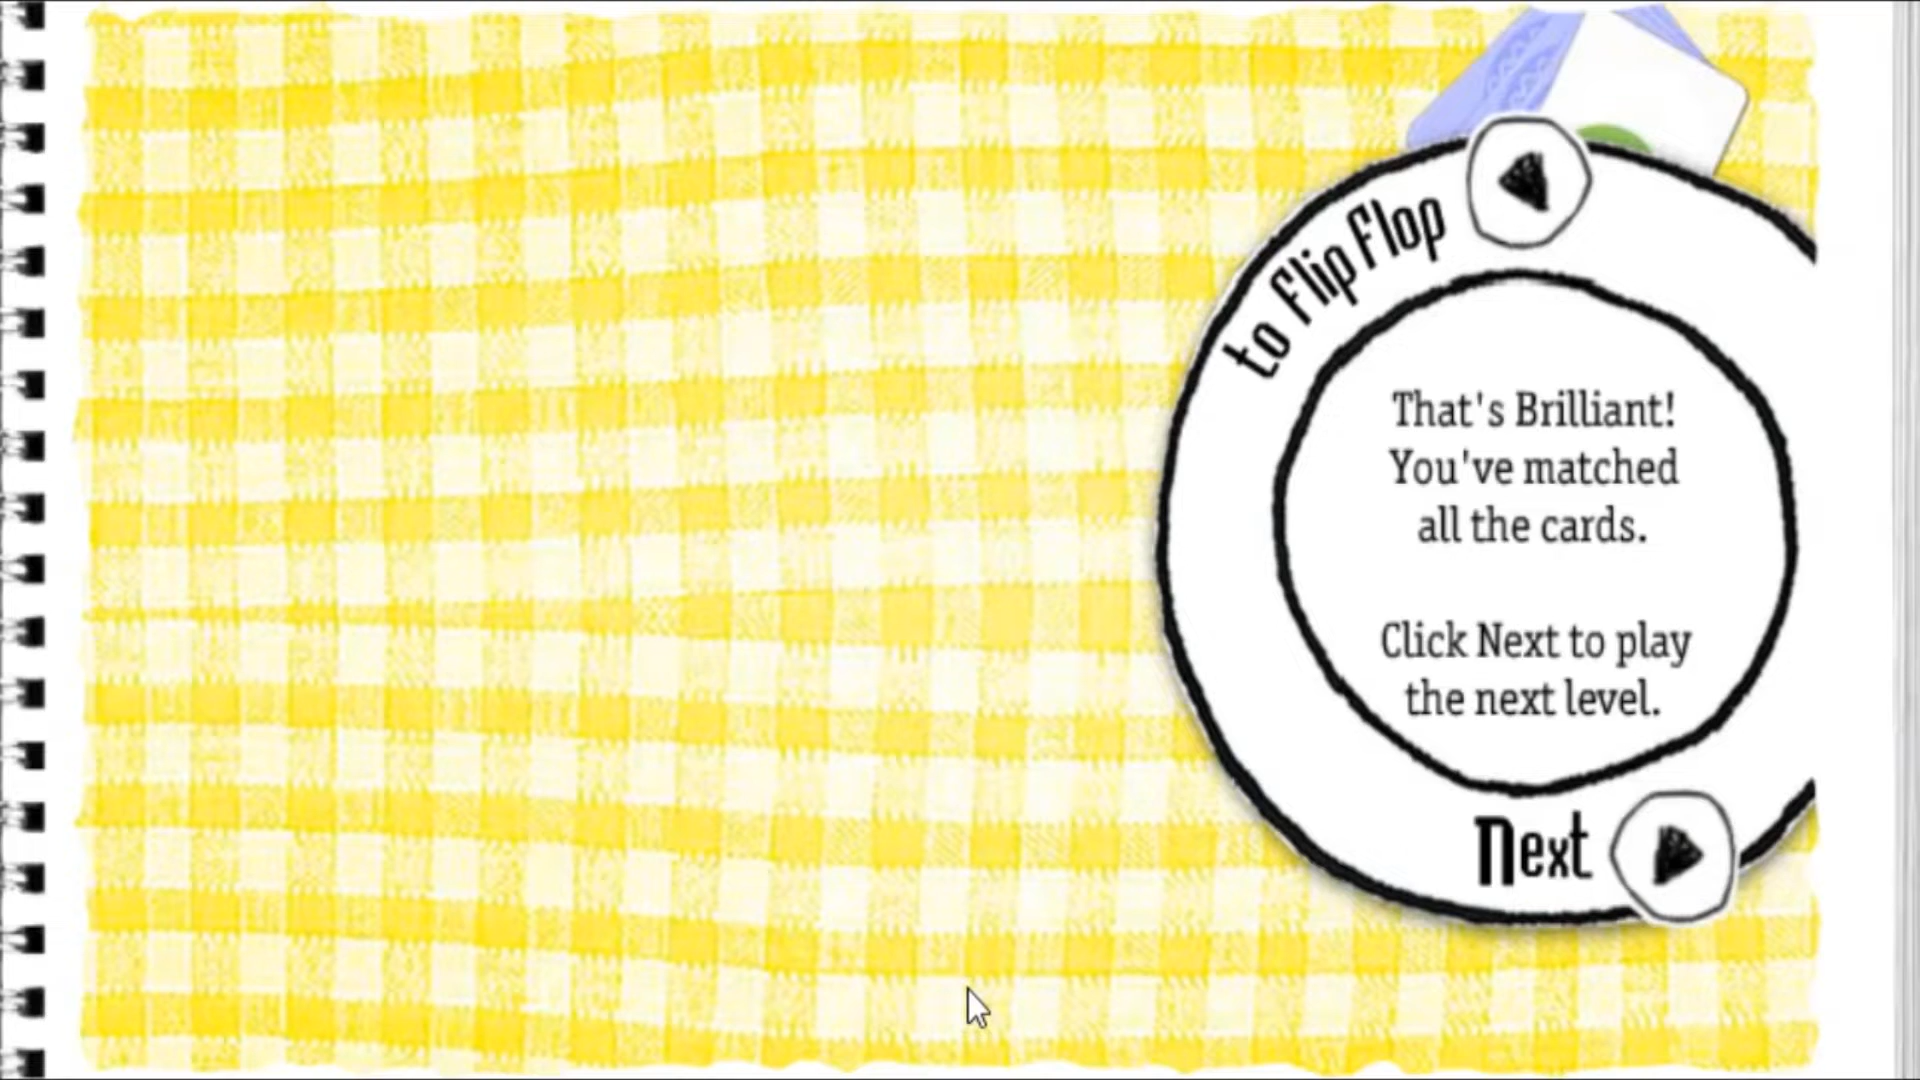 to Flip Flop
That's Brilliant!
You've matched
all the cards.
Click Next to play
the next level.
Next